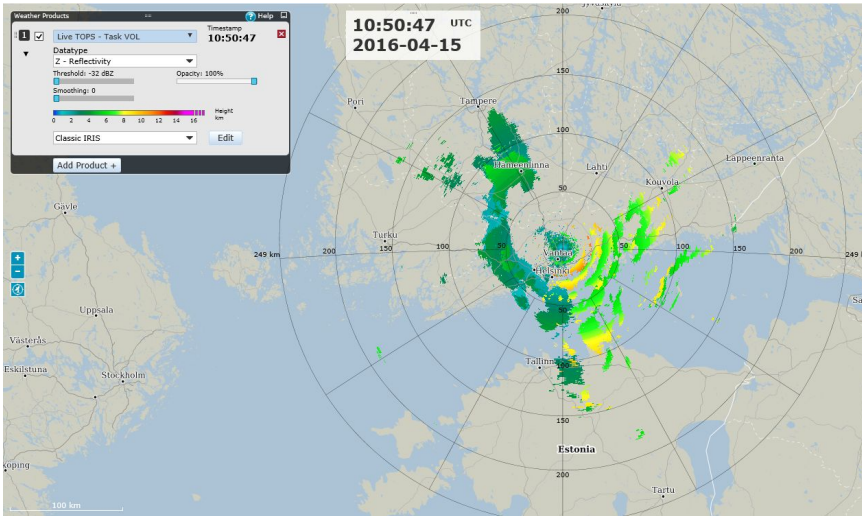 Weather Products
Help
1
Live TOPS - Task VOL
Timestamp
10:50:47
Datatype
Z - Reflectivity
Threshold: -32 dBZ
Opacity: 100%
Smoothing: 0
Height
km
0 2 4 6 8 10 12 14 16
Classic IRIS
Edit
Add Product +
10:50:47 UTC
2016-04-15
200
150
Pori
Tampere
100
Hämeenlinna
Lahti
Lappeenranta
Kouvola
50
Gävle
Turku
249 km
200
150
100
50
Vantaa
50
100
150
200
249 k
Helsinki
Uppsala
50
Västerås
Eskilstuna
Stockholm
Tallinn
100
150
Estonia
köping
200
Tartu
100 km